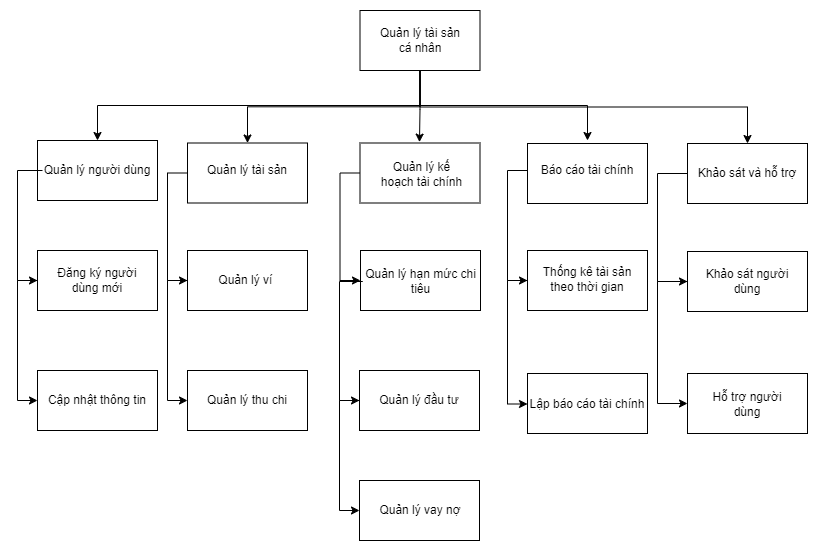 Quản lý tài sản
cá nhân
Quản lý người dùng
Quản lý tài sản
Quản lý kế
hoạch tài chính
Báo cáo tài chính
Khảo sát và hỗ trợ
Đăng ký người
dùng mới
Quản lý ví
Quản lý hạn mức chi
tiêu
Thống kê tài sản
theo thời gian
Khảo sát người
dùng
Cập nhật thông tin
Quản lý thu chi
Quản lý đầu tư
Lập báo cáo tài chính
Hỗ trợ người
dùng
Quản lý vay nợ